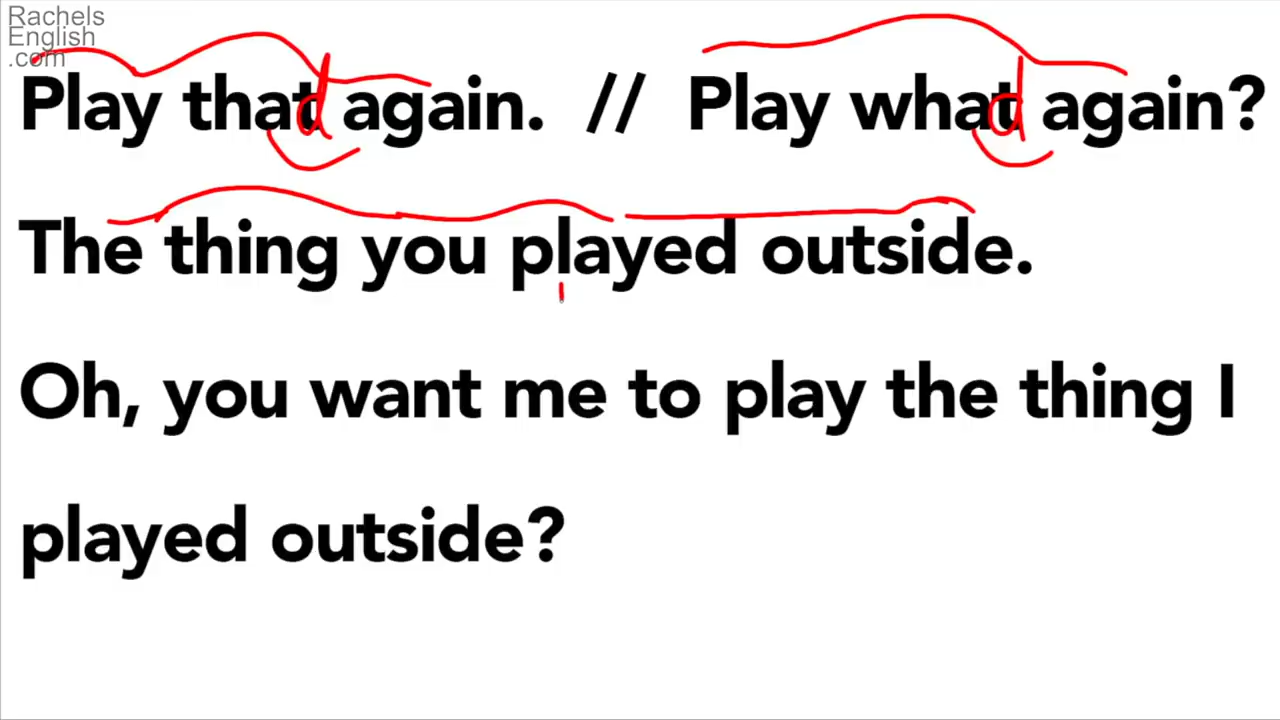 Rachels
English
.com
Play that again. // Play what again?
d d
The thing you played outside.
Oh, you want me to play the thing I
played outside?